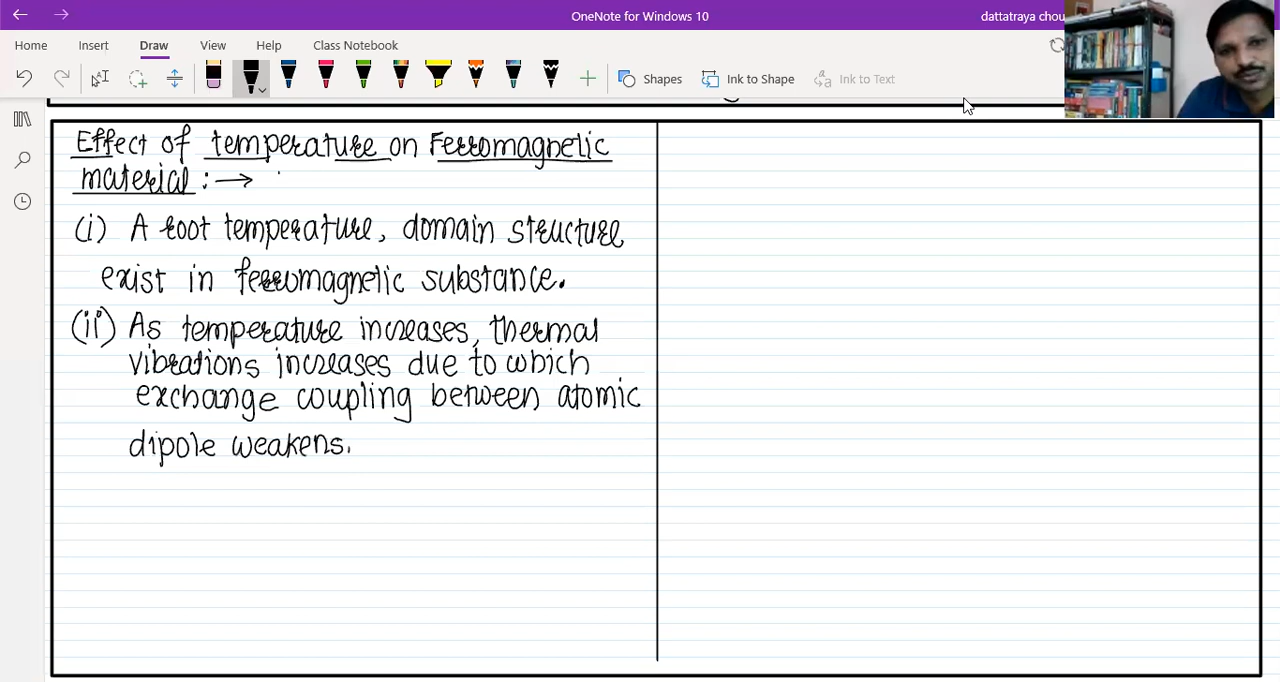 OneNote for Windows 10
dattatraya chou
Home Insert Draw View Help Class Notebook
Shapes Ink to Shape Ink to Text
Effect of temperature on Ferromagnetic
material :→
(i) A root temperature, domain structure
exist in ferromagnetic substance.
(ii) As temperature increases, thermal
vibrations increases due to which
exchange coupling between atomic
dipole weakens.